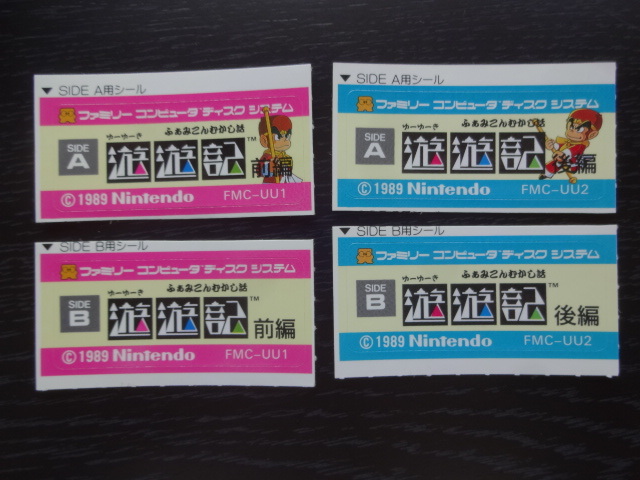 ▼ SIDE A用シール
ファミリー コンピュータ ディスク システム
ふぁみこんむかし話
ゆーゆーき
SIDE A
遊遊記™
前編
© 1989 Nintendo FMC-UU1
▼ SIDE A用シール
ファミリー コンピュータ ディスク システム
ふぁみこんむかし話
ゆーゆーき
SIDE A
遊遊記
後編
© 1989 Nintendo FMC-UU2
▼ SIDE B用シール
ファミリー コンピュータ ディスク システム
ふぁみこんむかし話
ゆーゆーき
SIDE B
遊遊記™
前編
© 1989 Nintendo FMC-UU1
▼ SIDE B用シール
ファミリー コンピュータ ディスク システム
ふぁみこんむかし話
ゆーゆーき
SIDE B
遊遊記™
後編
© 1989 Nintendo FMC-UU2